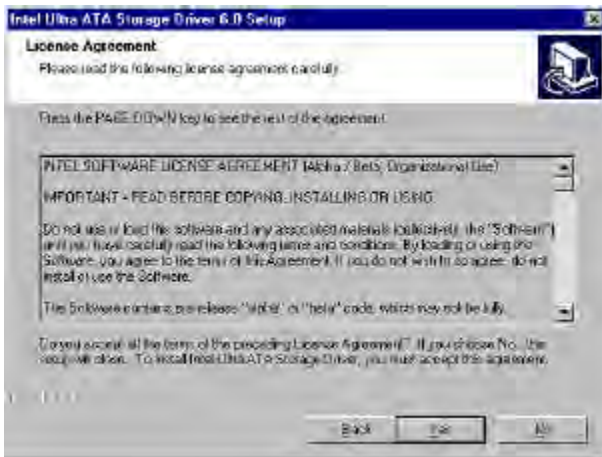 Intel Ultra ATA Storage Driver 6.0 Setup
License Agreement
Please read the following license agreement carefully.
Press the PAGE DOWN key to see the rest of the agreement.
INTEL SOFTWARE LICENSE AGREEMENT (Alpha / Beta, Organizational Use)
IMPORTANT - READ BEFORE COPYING, INSTALLING OR USING.
Do not use or load this software and any associated materials (collectively, the "Software")
until you have carefully read the following terms and conditions. By loading or using the
Software, you agree to the terms of this Agreement. If you do not wish to so agree, do not
install or use the Software.
The Software contains pre-release "alpha" or "beta" code, which may not be fully
Do you accept all the terms of the preceding License Agreement? If you choose No, the
setup will close. To install Intel Ultra ATA Storage Driver, you must accept this agreement.
Back
Yes
No